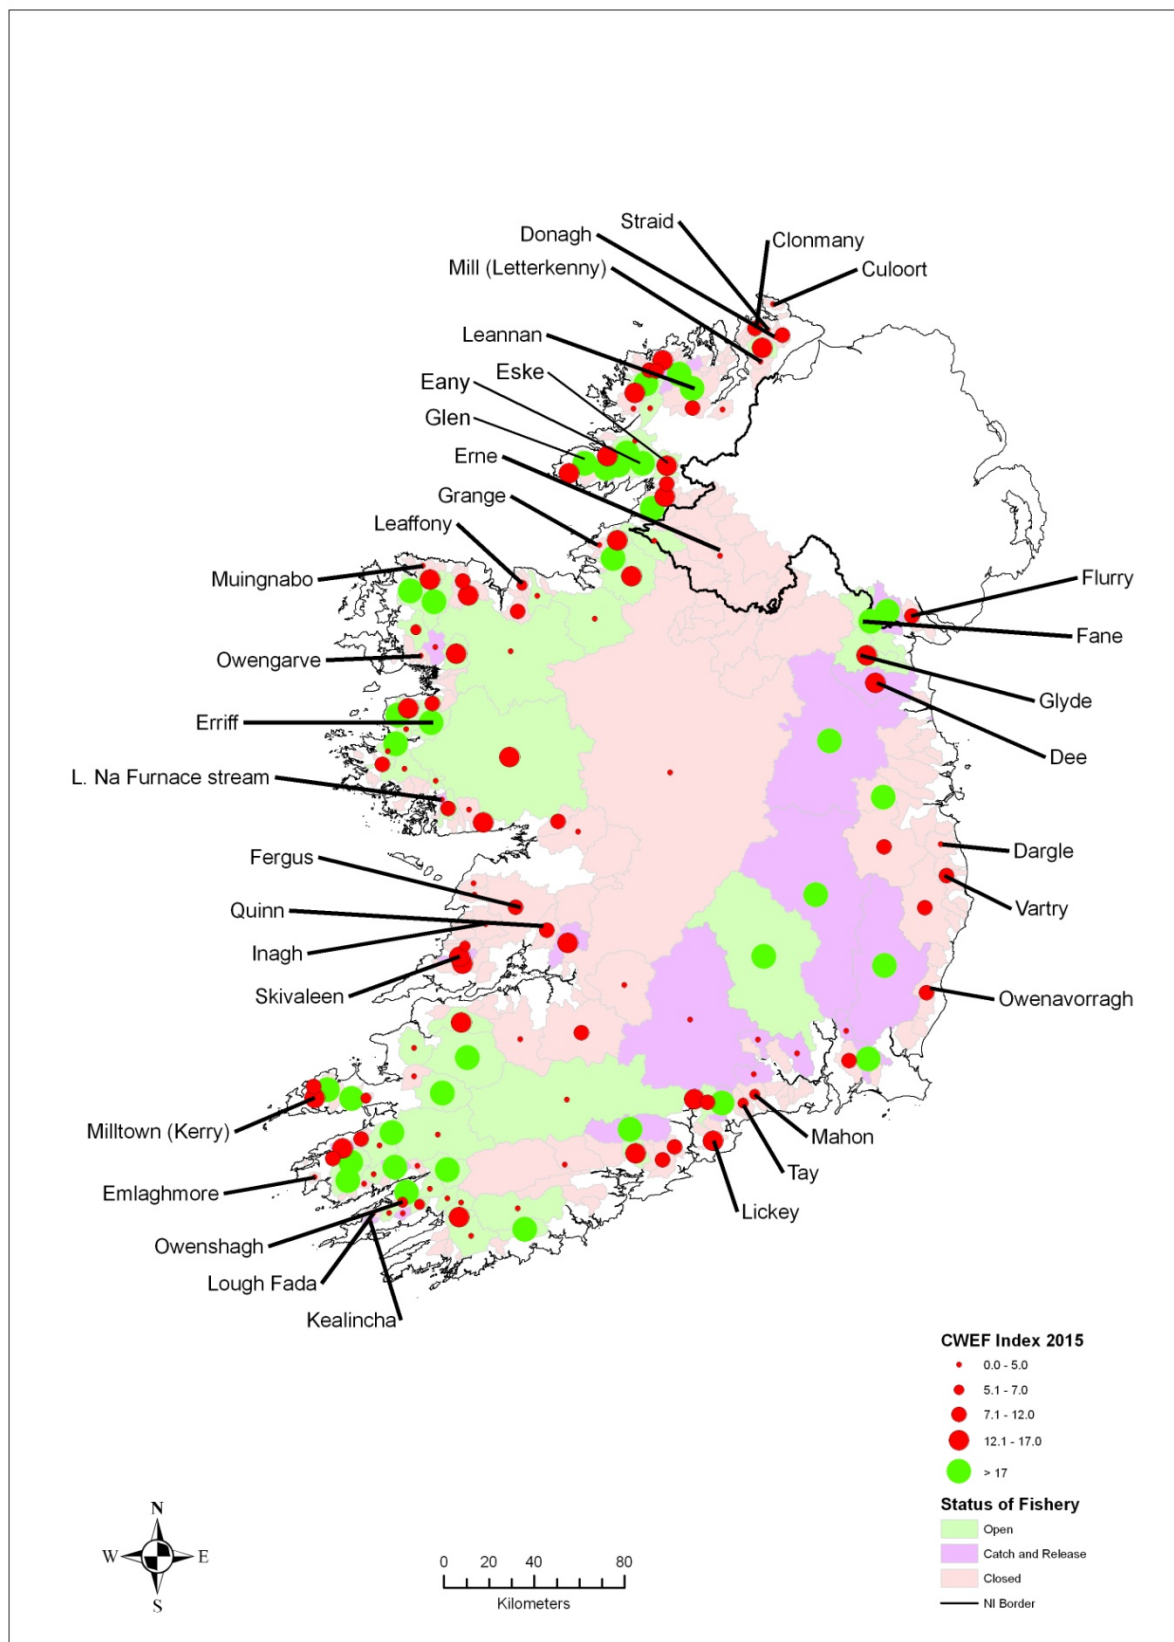 Straid
Donagh
Clonmany
Mill (Letterkenny)
Culoort
Leannan
Eske
Eany
Glen
Erne
Grange
Leaffony
Muingnabo
Flurry
Fane
Owengarve
Glyde
Erriff
Dee
L. Na Furnace stream
Fergus
Dargle
Quinn
Vartry
Inagh
Skivaleen
Owenavorragh
Milltown (Kerry)
Mahon
Tay
Emlaghmore
Lickey
Owenshagh
Lough Fada
Kealincha
CWEF Index 2015
0.0 - 5.0
5.1 - 7.0
7.1 - 12.0
12.1 - 17.0
> 17
Status of Fishery
Open
Catch and Release
Closed
NI Border
N
W E
S
0 20 40 80
Kilometers